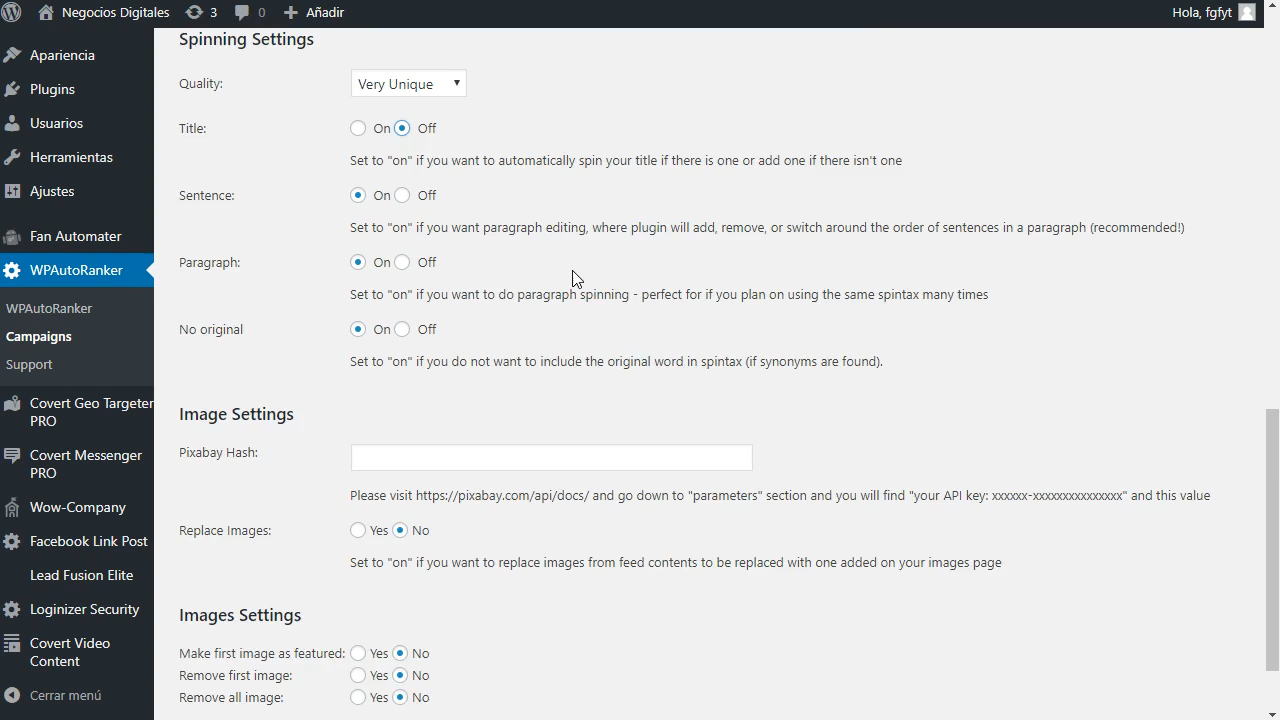 Negocios Digitales 3 0 Añadir Hola, fgfyt
Apariencia
Plugins
Usuarios
Herramientas
Ajustes
Fan Automater
WPAutoRanker
WPAutoRanker
Campaigns
Support
Covert Geo Targeter
PRO
Covert Messenger
PRO
Wow-Company
Facebook Link Post
Lead Fusion Elite
Loginizer Security
Covert Video
Content
Cerrar menú
Spinning Settings
Quality: Very Unique
Title: On Off
Set to "on" if you want to automatically spin your title if there is one or add one if there isn't one
Sentence: On Off
Set to "on" if you want paragraph editing, where plugin will add, remove, or switch around the order of sentences in a paragraph (recommended!)
Paragraph: On Off
Set to "on" if you want to do paragraph spinning - perfect for if you plan on using the same spintax many times
No original On Off
Set to "on" if you do not want to include the original word in spintax (if synonyms are found).
Image Settings
Pixabay Hash:
Please visit https://pixabay.com/api/docs/ and go down to "parameters" section and you will find "your API key: xxxxxx-xxxxxxxxxxxxxxx" and this value
Replace Images: Yes No
Set to "on" if you want to replace images from feed contents to be replaced with one added on your images page
Images Settings
Make first image as featured: Yes No
Remove first image: Yes No
Remove all image: Yes No